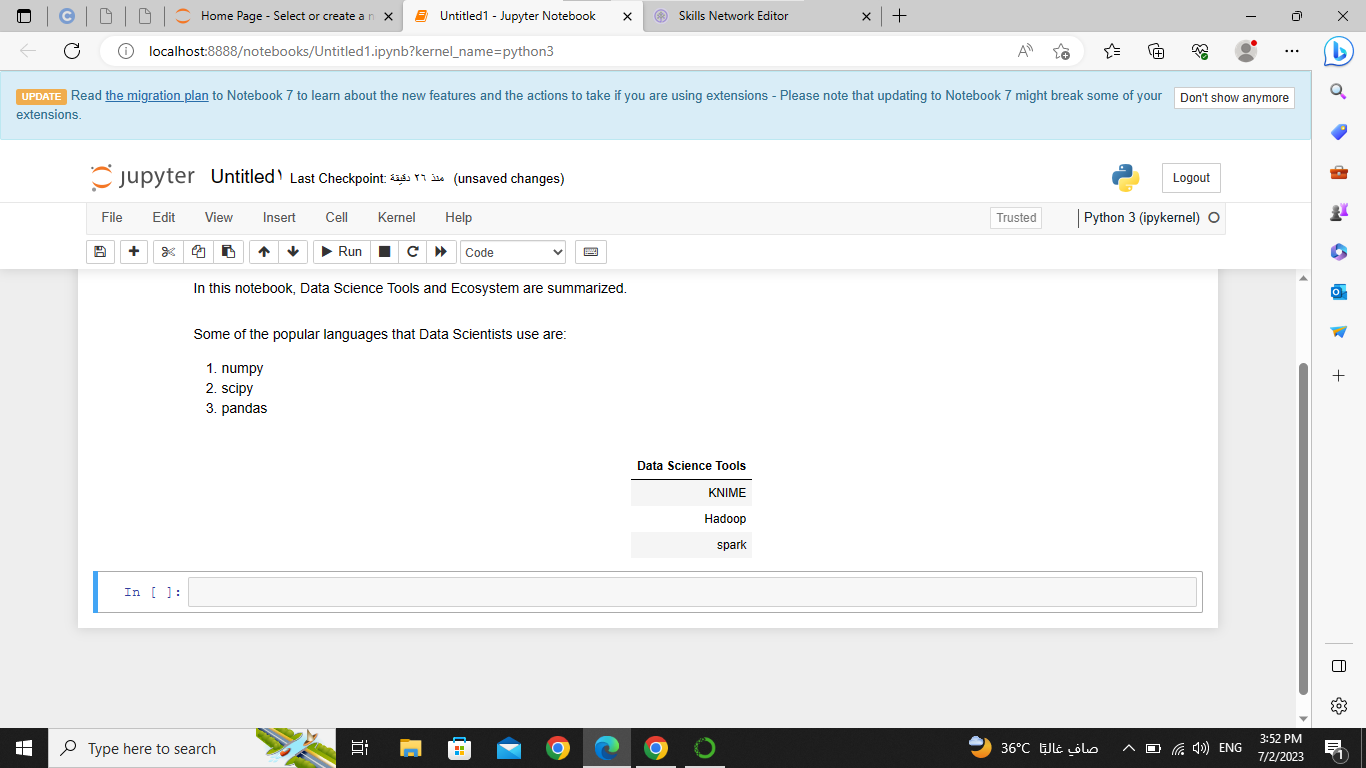 Home Page - Select or create a n
Untitled1 - Jupyter Notebook
Skills Network Editor
localhost:8888/notebooks/Untitled1.ipynb?kernel_name=python3
UPDATE Read the migration plan to Notebook 7 to learn about the new features and the actions to take if you are using extensions - Please note that updating to Notebook 7 might break some of your
extensions.
Don't show anymore
jupyter Untitled١ Last Checkpoint: منذ ٢٦ دقيقة (unsaved changes)
Logout
File Edit View Insert Cell Kernel Help
Trusted
Python 3 (ipykernel)
Run
Code
In this notebook, Data Science Tools and Ecosystem are summarized.
Some of the popular languages that Data Scientists use are:
1. numpy
2. scipy
3. pandas
Data Science Tools
KNIME
Hadoop
spark
In [ ]:
Type here to search
36°C صافٍ غالبًا
ENG
3:52 PM
7/2/2023
1